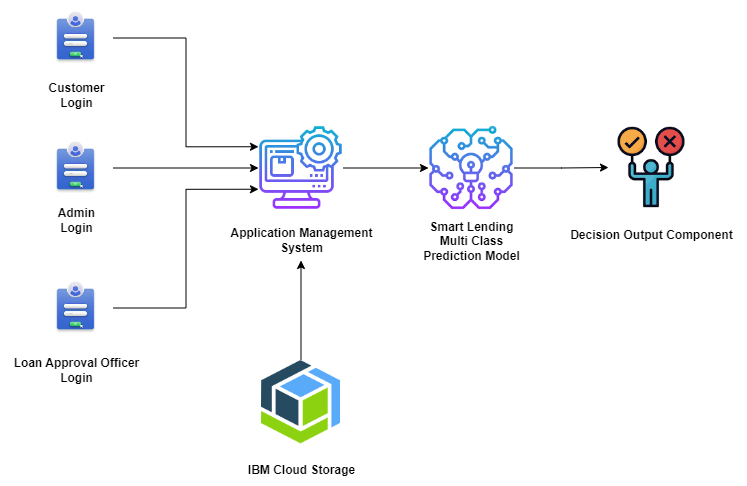 Customer
Login
Admin
Login
Loan Approval Officer
Login
Application Management
System
Smart Lending
Multi Class
Prediction Model
Decision Output Component
IBM Cloud Storage